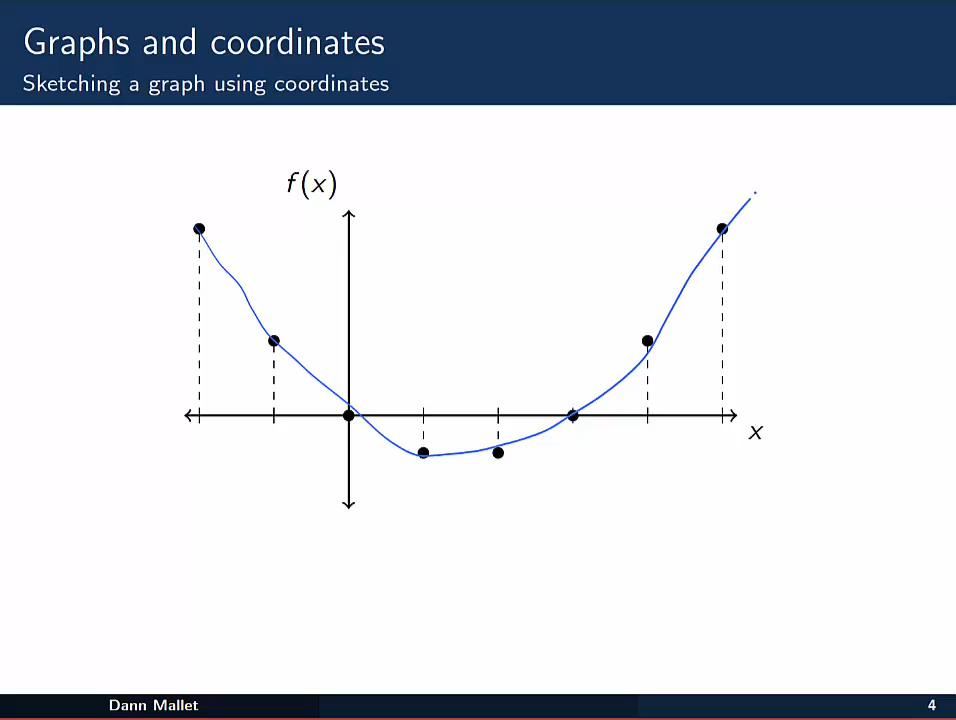 Graphs and coordinates
Sketching a graph using coordinates
f(x)
x
Dann Mallet
4